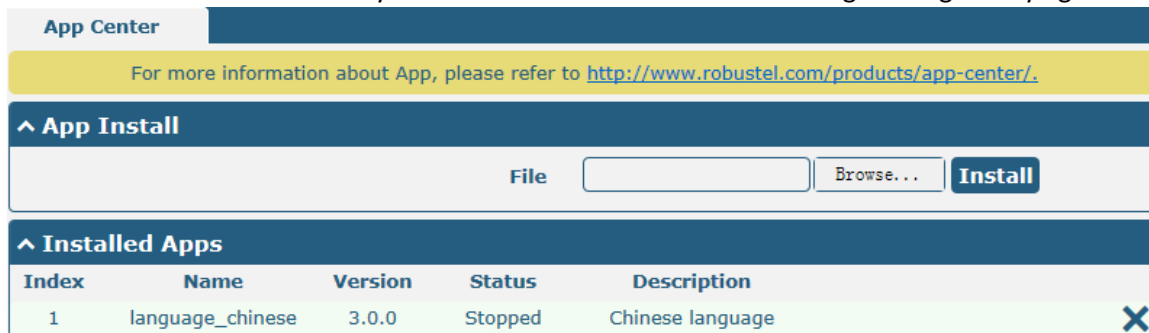 App Center
For more information about App, please refer to http://www.robustel.com/products/app-center/.
App Install
File Browse... Install
Installed Apps
Index Name Version Status Description
1 language_chinese 3.0.0 Stopped Chinese language